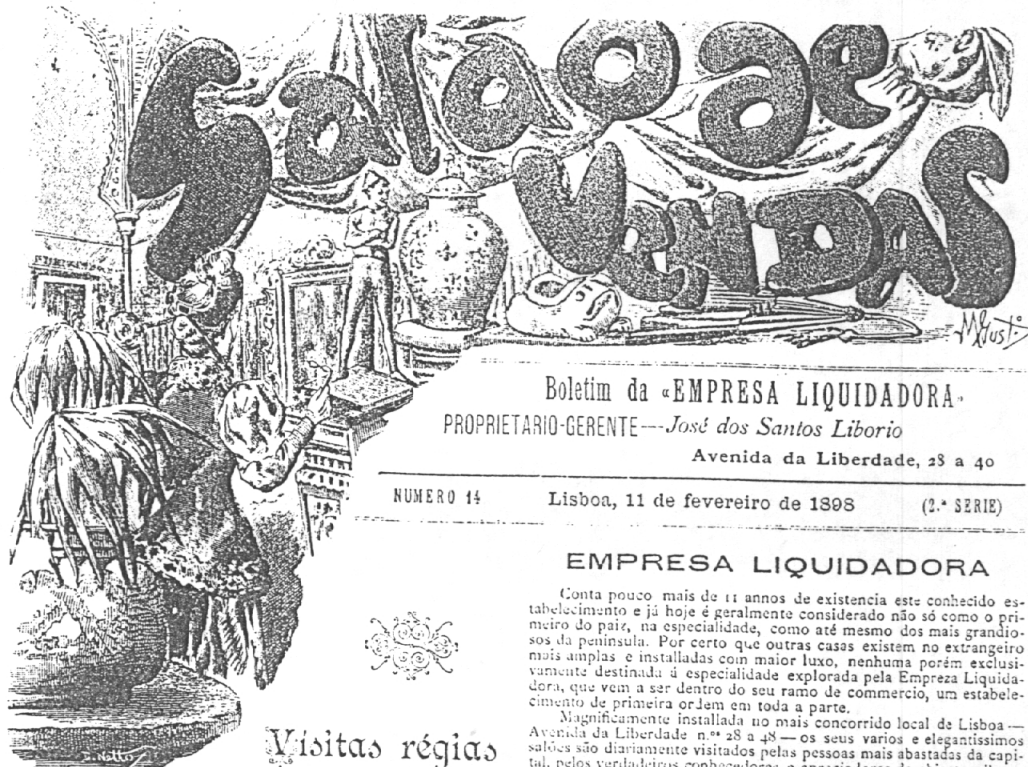 Salão de
VENDAS
M. Gust.º
Boletim da «EMPRESA LIQUIDADORA»
PROPRIETARIO-GERENTE—José dos Santos Liborio
Avenida da Liberdade, 28 a 40
NUMERO 14 Lisboa, 11 de fevereiro de 1898 (2.ª SERIE)
EMPRESA LIQUIDADORA
Conta pouco mais de 11 annos de existencia este conhecido es-
tabelecimento e já hoje é geralmente considerado não só como o pri-
meiro do paiz, na especialidade, como até mesmo dos mais grandio-
sos da peninsula. Por certo que outras casas existem no extrangeiro
mais amplas e installadas com maior luxo, nenhuma porém exclusi-
vamente destinada á especialidade explorada pela Empreza Liquida-
dora, que vem a ser dentro do seu ramo de commercio, um estabele-
cimento de primeira ordem em toda a parte.
Magnificamente installada no mais concorrido local de Lisboa—
Avenida da Liberdade n.ºˢ 28 a 48—os seus varios e elegantissimos
salões são diariamente visitados pelas pessoas mais abastadas da capi-
tal, pelos verdadeiros
Visitas régias
S. Netto